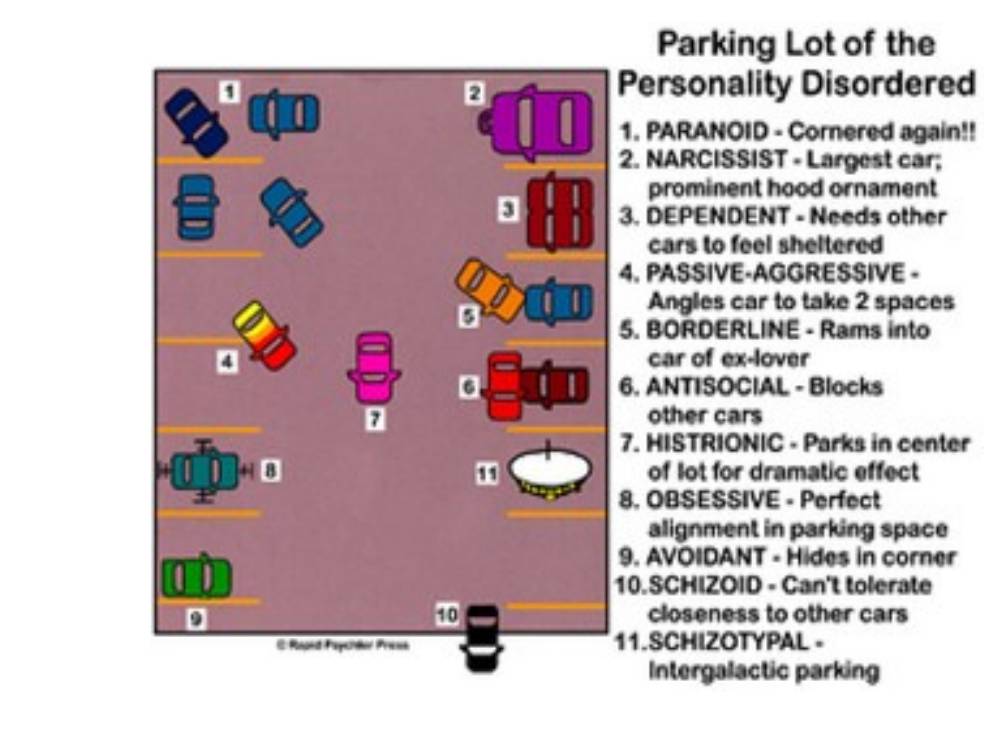 Parking Lot of the
Personality Disordered
1. PARANOID - Cornered again!!
2. NARCISSIST - Largest car;
prominent hood ornament
3. DEPENDENT - Needs other
cars to feel sheltered
4. PASSIVE-AGGRESSIVE -
Angles car to take 2 spaces
5. BORDERLINE - Rams into
car of ex-lover
6. ANTISOCIAL - Blocks
other cars
7. HISTRIONIC - Parks in center
of lot for dramatic effect
8. OBSESSIVE - Perfect
alignment in parking space
9. AVOIDANT - Hides in corner
10.SCHIZOID - Can't tolerate
closeness to other cars
11.SCHIZOTYPAL -
Intergalactic parking
1
2
3
5
4
6
7
8
11
10
9
© Rapid Psychler Press